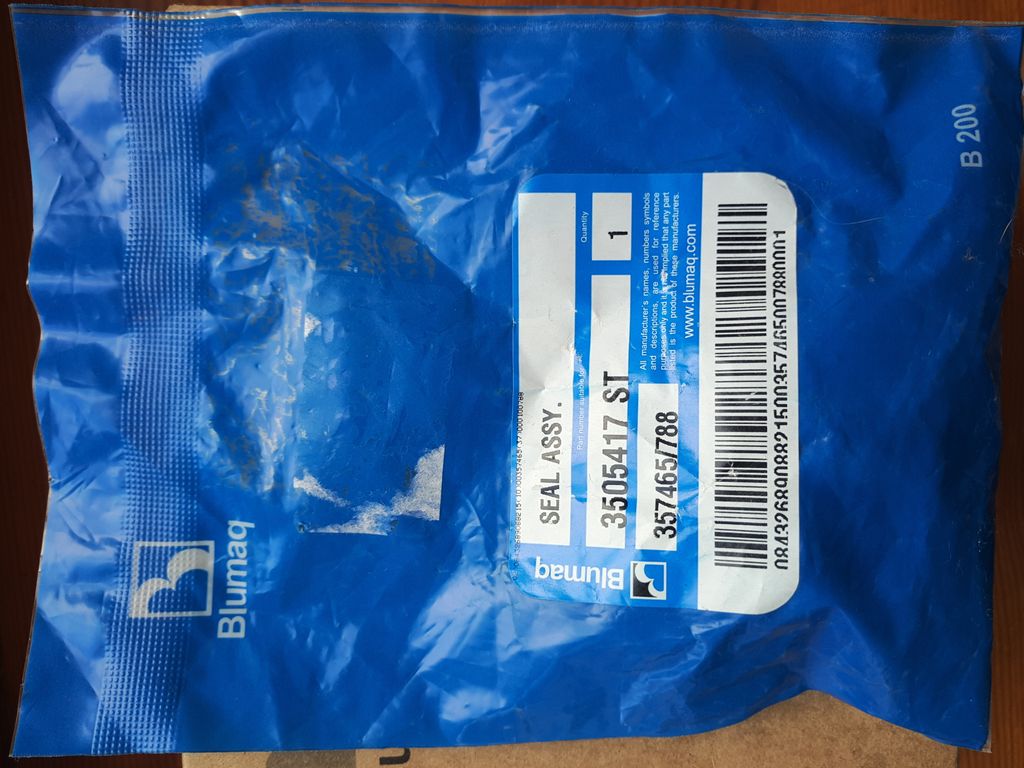 Blumaq
B 200
SEAL ASSY.
Part number suitable for use
Quantity
3505417 ST
1
357465/788
All manufacturer's names, numbers symbols
and descriptions, are used for reference
purposes only and it is not implied that any part
listed is the product of these manufacturers.
www.blumaq.com
Blumaq